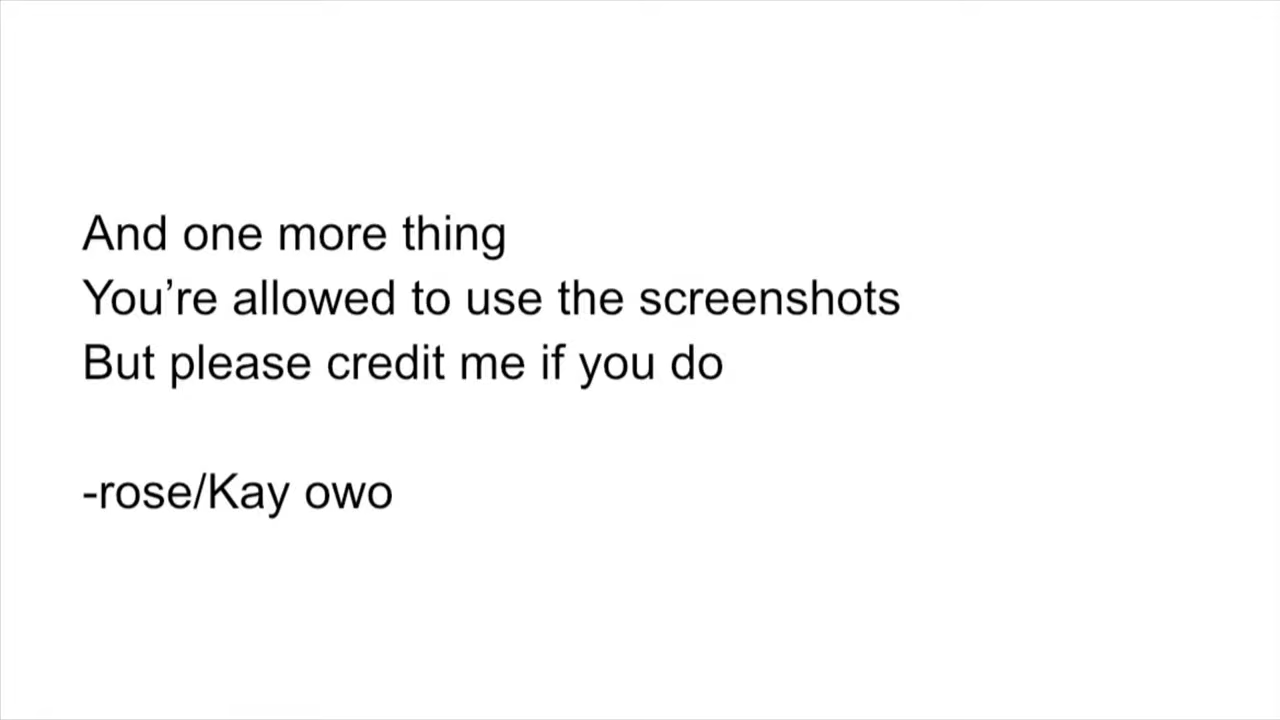 And one more thing
You’re allowed to use the screenshots
But please credit me if you do
-rose/Kay owo